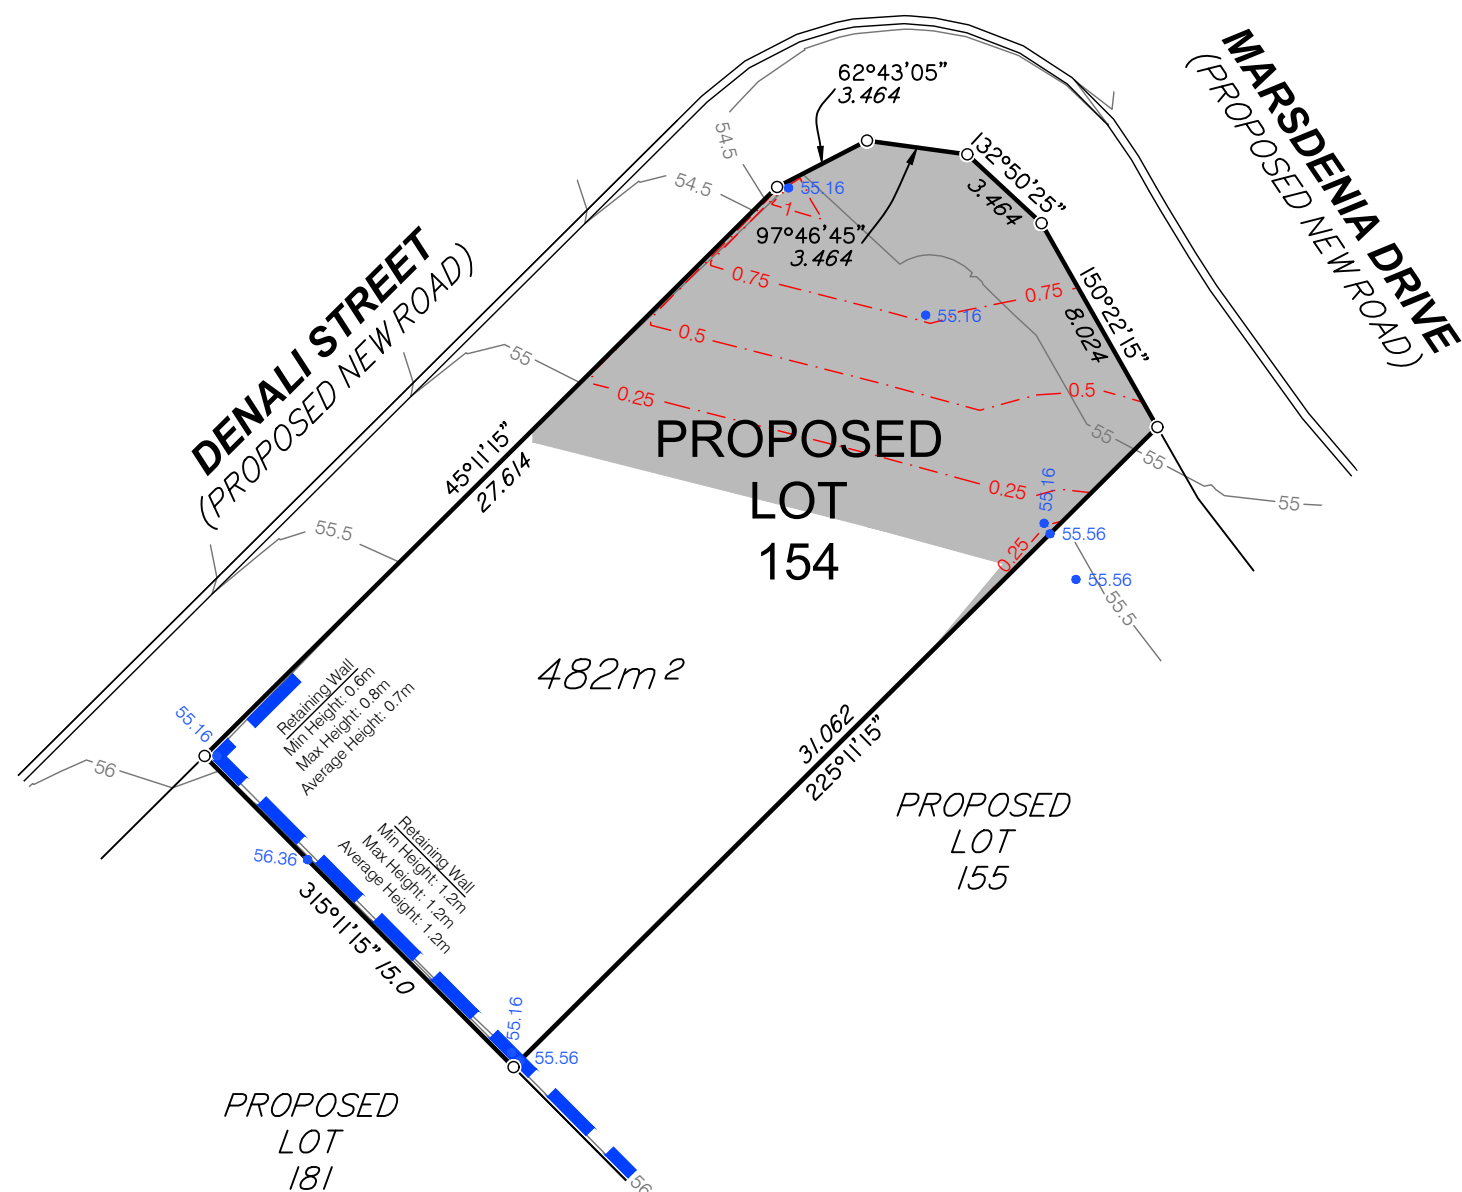 62°43'05"
3.464
MARSDENIA DRIVE
(PROPOSED NEW ROAD)
54.5
54.5
55.16
132°50'25"
3.464
1
97°46'45"
3.464
DENALI STREET
(PROPOSED NEW ROAD)
0.75
0.75
55.16
150°22'15"
8.024
0.5
0.5
55
0.25
PROPOSED
LOT
154
55
55
55
45°11'15"
27.614
0.25
55.16
55.56
0.25
55.56
55.5
55.5
482m²
Retaining Wall
Min Height: 0.6m
Max Height: 0.8m
Average Height: 0.7m
55.16
56
31.062
225°11'15"
PROPOSED
LOT
155
Retaining Wall
Min Height: 1.2m
Max Height: 1.2m
Average Height: 1.2m
56.36
315°11'15" 15.0
55.16
55.56
PROPOSED
LOT
181
56